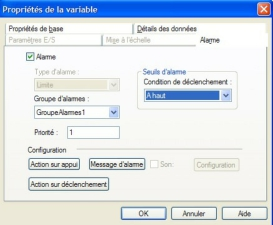 Propriétés de la variable
Propriétés de base
Détails des données
Paramètres E/S
Mise à l'échelle
Alarme
Alarme
Type d'alarme :
Limite
Groupe d'alarmes :
GroupeAlarmes1
Priorité : 1
Seuils d'alarme
Condition de déclenchement :
A haut
Configuration
Action sur appui
Message d'alarme
Son:
Configuration
Action sur déclenchement
OK
Annuler
Aide